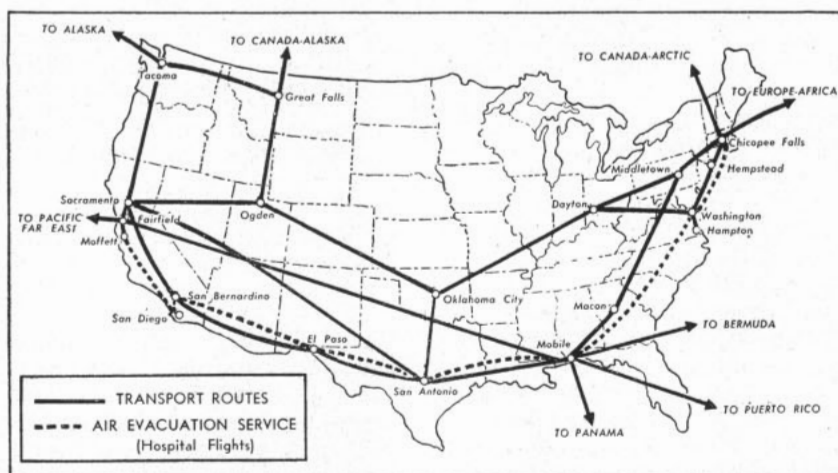 TO ALASKA
TO CANADA-ALASKA
TO CANADA-ARCTIC
TO EUROPE-AFRICA
Tacoma
Great Falls
Chicopee Falls
Middletown
Hempstead
Sacramento
Ogden
Dayton
Washington
TO PACIFIC
FAR EAST
Fairfield
Hampton
Moffett
San Bernardino
Oklahoma City
Macon
San Diego
El Paso
Mobile
TO BERMUDA
San Antonio
TRANSPORT ROUTES
AIR EVACUATION SERVICE
(Hospital Flights)
TO PUERTO RICO
TO PANAMA